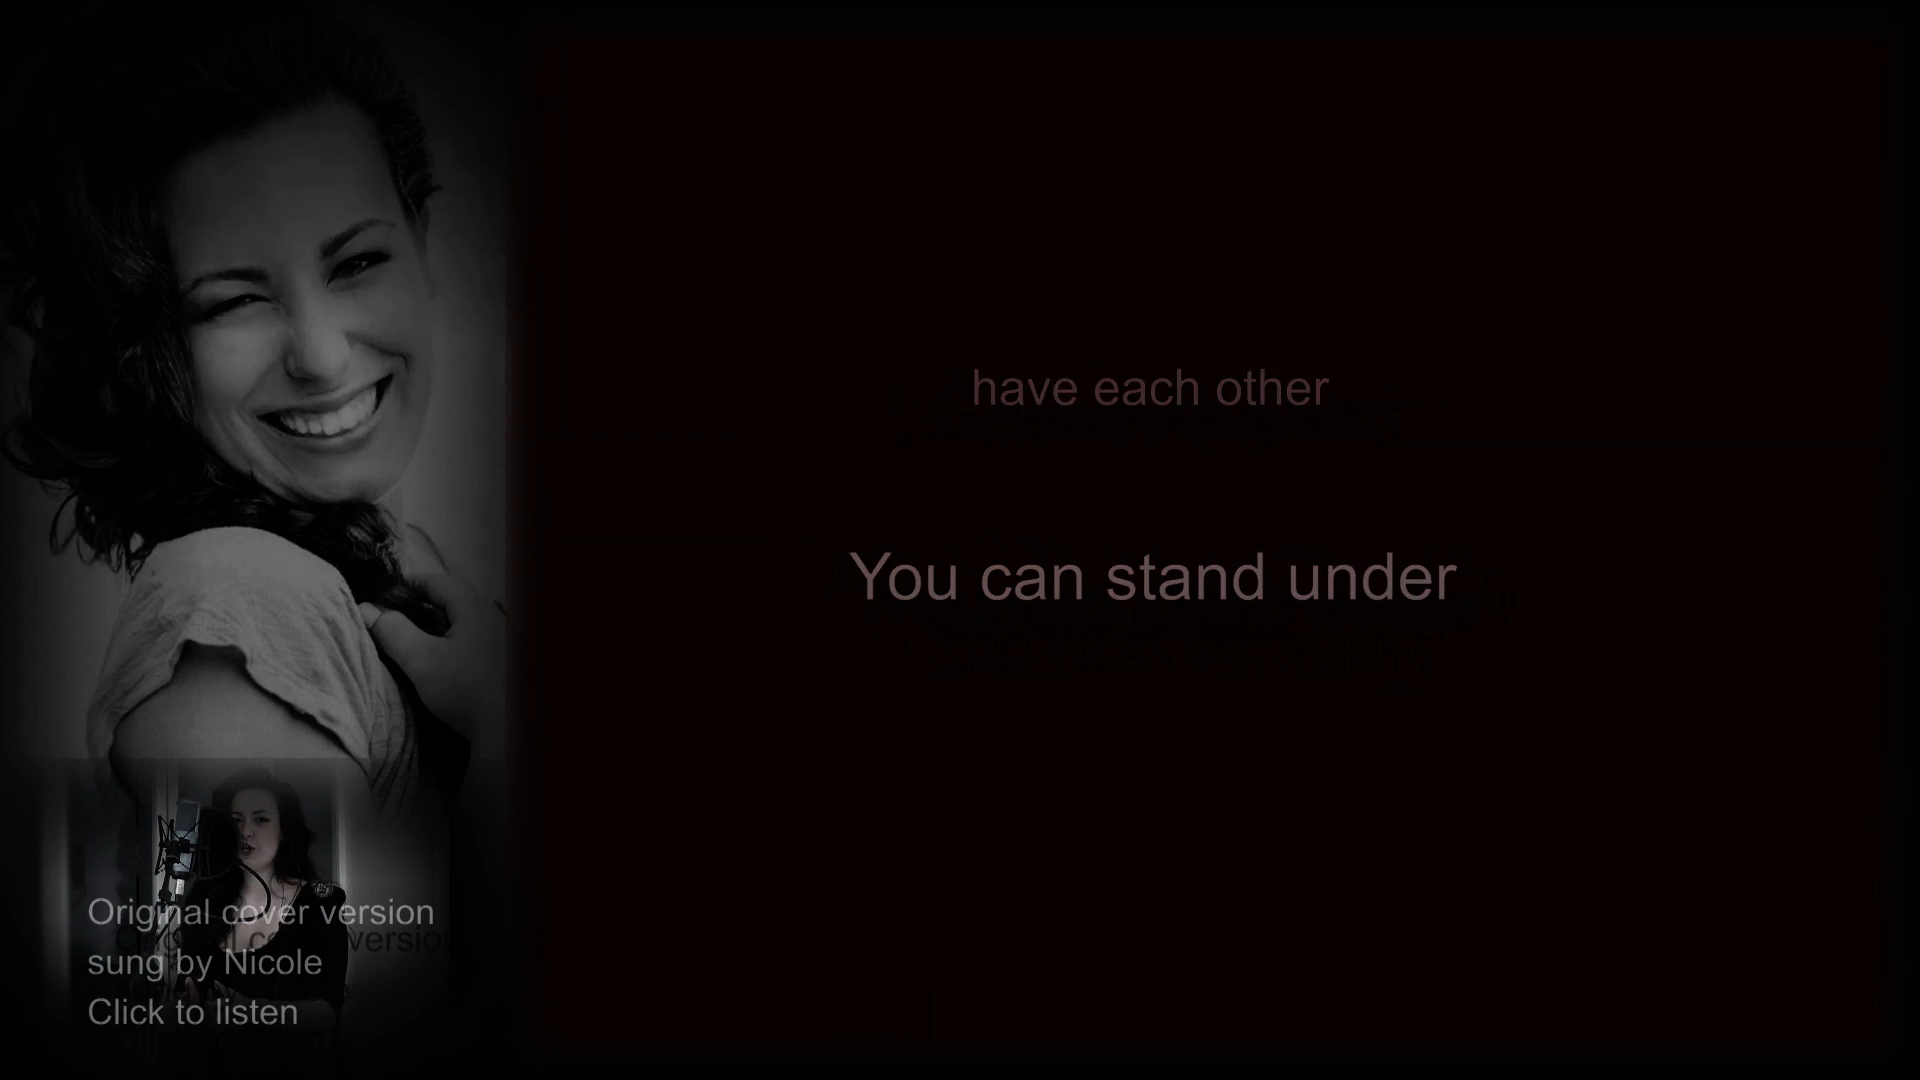 have each other
You can stand under
Original cover version
sung by Nicole
Click to listen